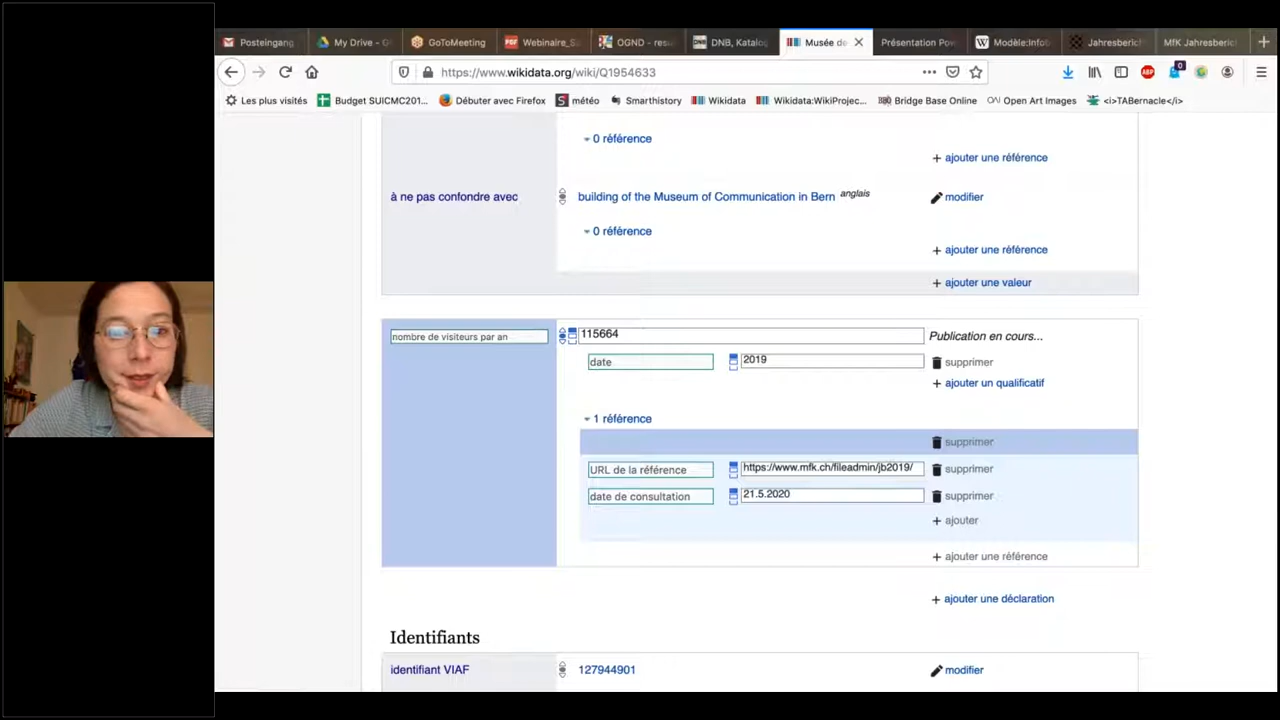 Posteingang
My Drive - G
GoToMeeting
Webinaire_S
OGND - resu
DNB, Katalog
Musée de
Présentation Pow
Modèle:Info
Jahresberich
MfK Jahresberic
https://www.wikidata.org/wiki/Q1954633
Les plus visités
Budget SUICMC201...
Débuter avec Firefox
météo
Smarthistory
Wikidata
Wikidata:WikiProjec...
Bridge Base Online
Open Art Images
<i>TABernacle</i>
0 référence
+ ajouter une référence
à ne pas confondre avec
building of the Museum of Communication in Bern anglais
modifier
0 référence
+ ajouter une référence
+ ajouter une valeur
nombre de visiteurs par an
115664
Publication en cours...
date
2019
supprimer
+ ajouter un qualificatif
1 référence
supprimer
URL de la référence
https://www.mfk.ch/fileadmin/jb2019/
supprimer
date de consultation
21.5.2020
supprimer
+ ajouter
+ ajouter une référence
+ ajouter une déclaration
Identifiants
identifiant VIAF
127944901
modifier